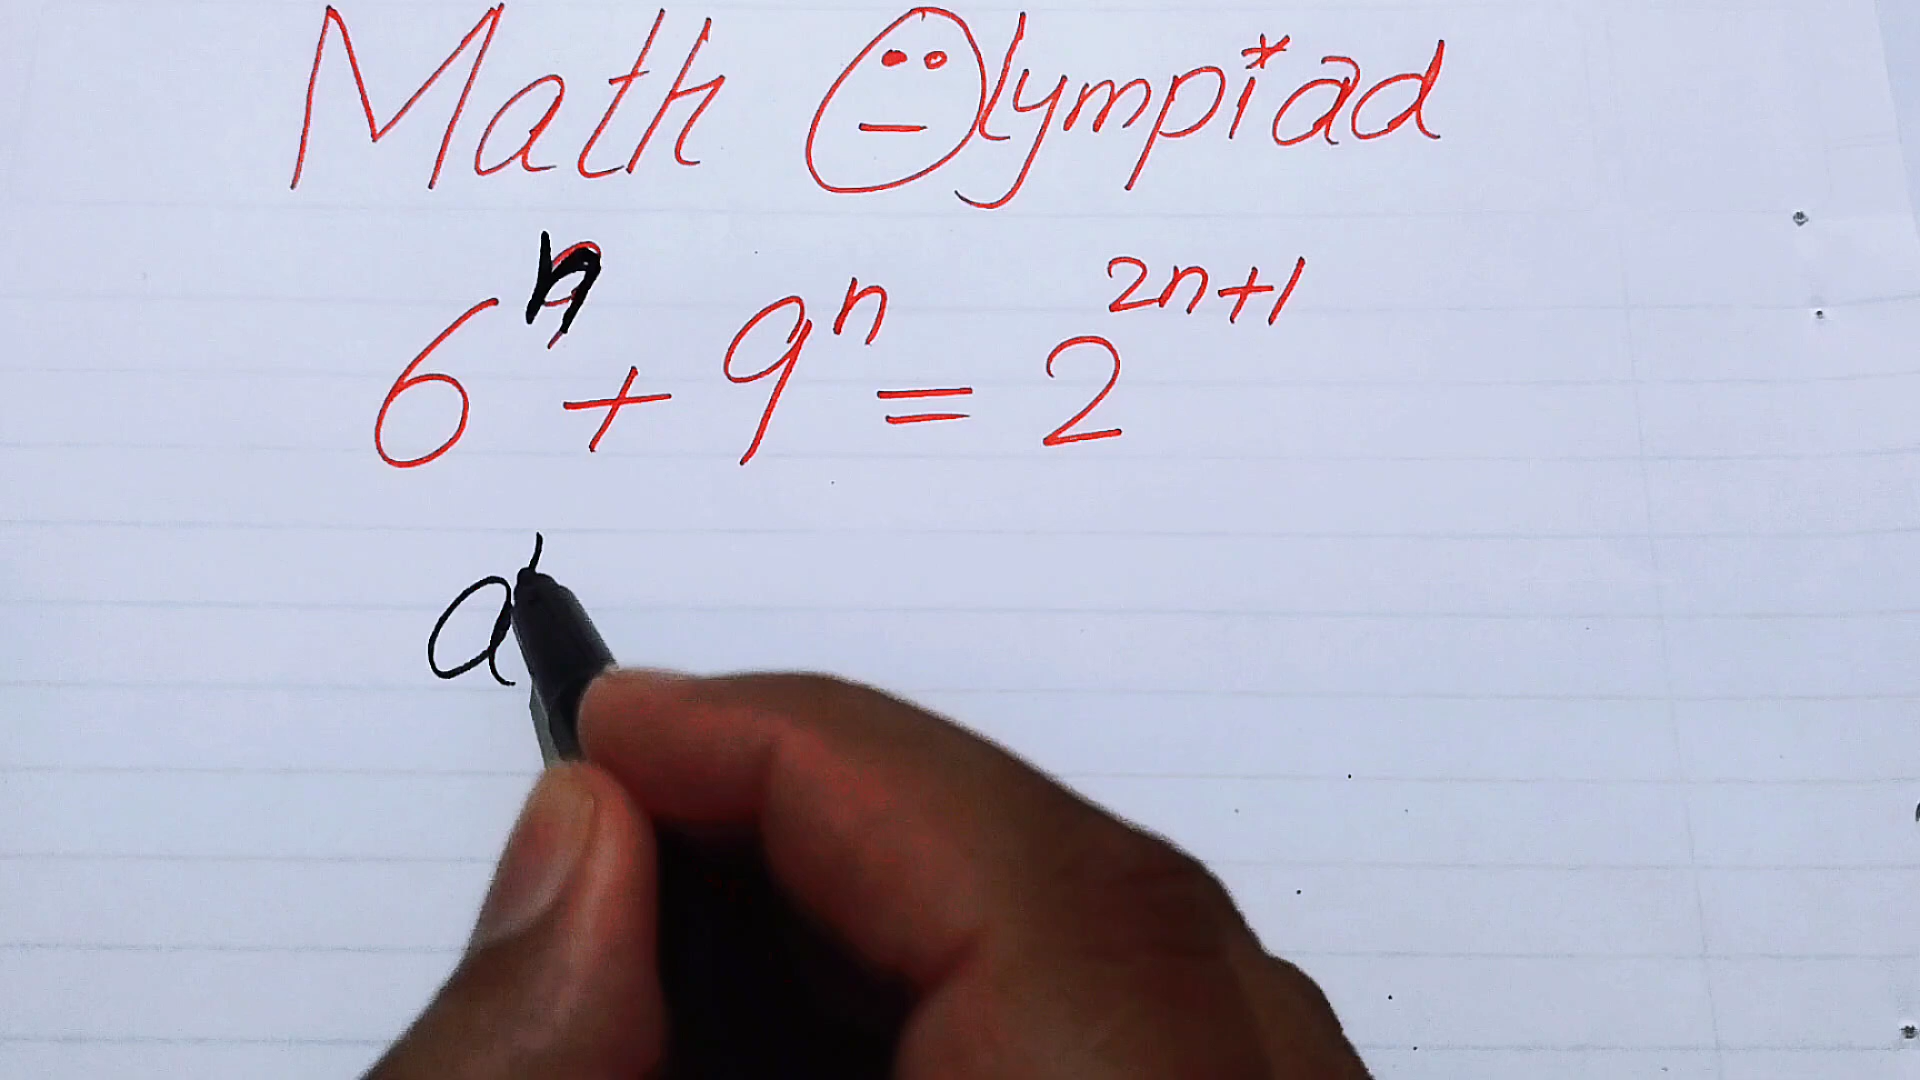 Math Olympiad
6^n + 9^n = 2^{2n+1}
a